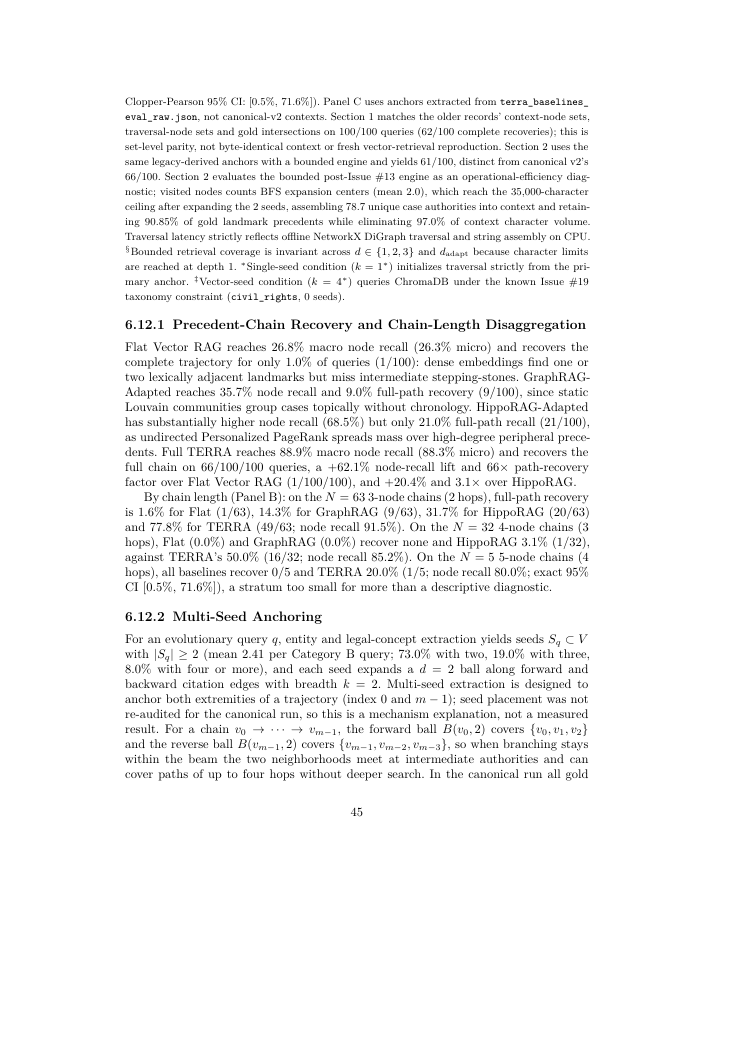 Clopper-Pearson 95% CI: [0.5%, 71.6%]). Panel C uses anchors extracted from terra_baselines_
eval_raw.json, not canonical-v2 contexts. Section 1 matches the older records' context-node sets,
traversal-node sets and gold intersections on 100/100 queries (62/100 complete recoveries); this is
set-level parity, not byte-identical context or fresh vector-retrieval reproduction. Section 2 uses the
same legacy-derived anchors with a bounded engine and yields 61/100, distinct from canonical v2's
66/100. Section 2 evaluates the bounded post-Issue #13 engine as an operational-efficiency diag-
nostic; visited nodes counts BFS expansion centers (mean 2.0), which reach the 35,000-character
ceiling after expanding the 2 seeds, assembling 78.7 unique case authorities into context and retain-
ing 90.85% of gold landmark precedents while eliminating 97.0% of context character volume.
Traversal latency strictly reflects offline NetworkX DiGraph traversal and string assembly on CPU.
§Bounded retrieval coverage is invariant across d ∈ {1, 2, 3} and d_adapt because character limits
are reached at depth 1. *Single-seed condition (k = 1*) initializes traversal strictly from the pri-
mary anchor. ‡Vector-seed condition (k = 4*) queries ChromaDB under the known Issue #19
taxonomy constraint (civil_rights, 0 seeds).
6.12.1 Precedent-Chain Recovery and Chain-Length Disaggregation
Flat Vector RAG reaches 26.8% macro node recall (26.3% micro) and recovers the
complete trajectory for only 1.0% of queries (1/100): dense embeddings find one or
two lexically adjacent landmarks but miss intermediate stepping-stones. GraphRAG-
Adapted reaches 35.7% node recall and 9.0% full-path recovery (9/100), since static
Louvain communities group cases topically without chronology. HippoRAG-Adapted
has substantially higher node recall (68.5%) but only 21.0% full-path recall (21/100),
as undirected Personalized PageRank spreads mass over high-degree peripheral prece-
dents. Full TERRA reaches 88.9% macro node recall (88.3% micro) and recovers the
full chain on 66/100/100 queries, a +62.1% node-recall lift and 66× path-recovery
factor over Flat Vector RAG (1/100/100), and +20.4% and 3.1× over HippoRAG.
By chain length (Panel B): on the N = 63 3-node chains (2 hops), full-path recovery
is 1.6% for Flat (1/63), 14.3% for GraphRAG (9/63), 31.7% for HippoRAG (20/63)
and 77.8% for TERRA (49/63; node recall 91.5%). On the N = 32 4-node chains (3
hops), Flat (0.0%) and GraphRAG (0.0%) recover none and HippoRAG 3.1% (1/32),
against TERRA's 50.0% (16/32; node recall 85.2%). On the N = 5 5-node chains (4
hops), all baselines recover 0/5 and TERRA 20.0% (1/5; node recall 80.0%; exact 95%
CI [0.5%, 71.6%]), a stratum too small for more than a descriptive diagnostic.
6.12.2 Multi-Seed Anchoring
For an evolutionary query q, entity and legal-concept extraction yields seeds S_q ⊂ V
with |S_q| ≥ 2 (mean 2.41 per Category B query; 73.0% with two, 19.0% with three,
8.0% with four or more), and each seed expands a d = 2 ball along forward and
backward citation edges with breadth k = 2. Multi-seed extraction is designed to
anchor both extremities of a trajectory (index 0 and m − 1); seed placement was not
re-audited for the canonical run, so this is a mechanism explanation, not a measured
result. For a chain v_0 → ⋯ → v_{m−1}, the forward ball B(v_0, 2) covers {v_0, v_1, v_2}
and the reverse ball B(v_{m−1}, 2) covers {v_{m−1}, v_{m−2}, v_{m−3}}, so when branching stays
within the beam the two neighborhoods meet at intermediate authorities and can
cover paths of up to four hops without deeper search. In the canonical run all gold
45